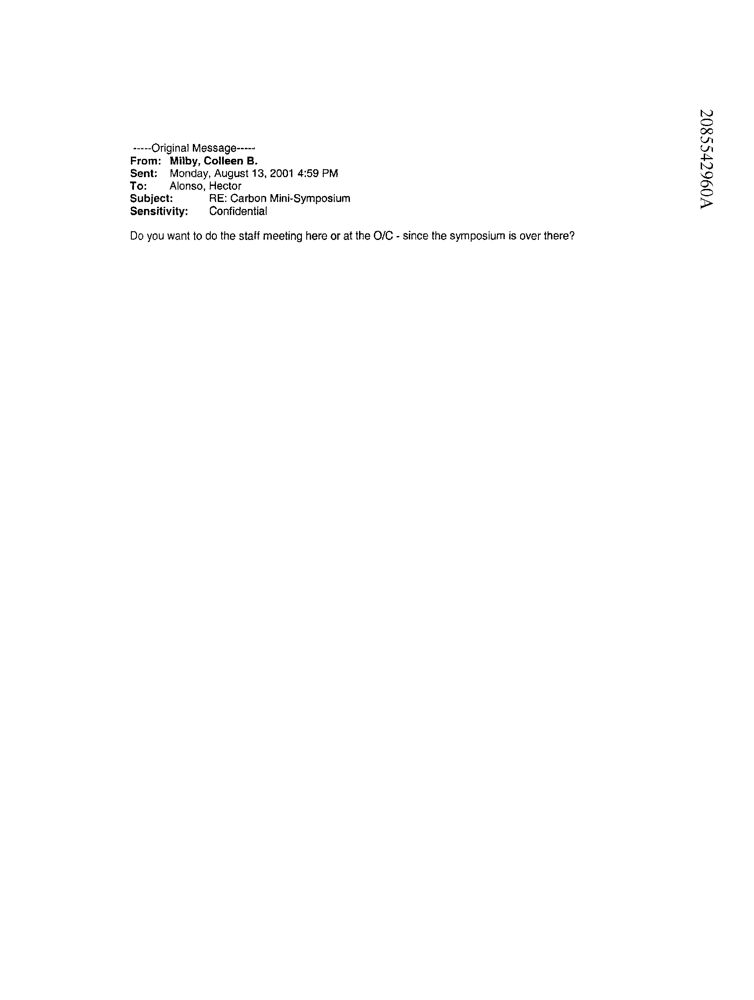 -----Original Message-----
From: Milby, Colleen B.
Sent: Monday, August 13, 2001 4:59 PM
To: Alonso, Hector
Subject: RE: Carbon Mini-Symposium
Sensitivity: Confidential
Do you want to do the staff meeting here or at the O/C - since the symposium is over there?
2085542960A